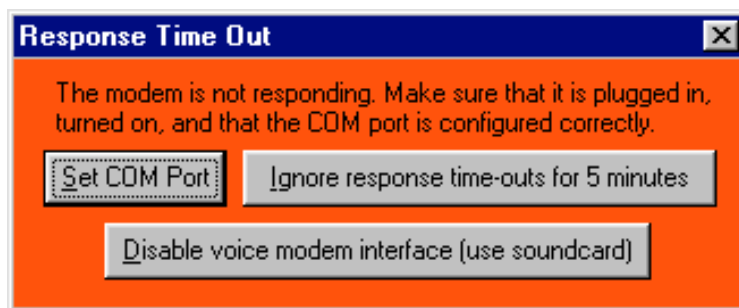 Response Time Out
The modem is not responding. Make sure that it is plugged in,
turned on, and that the COM port is configured correctly.
Set COM Port
Ignore response time-outs for 5 minutes
Disable voice modem interface (use soundcard)